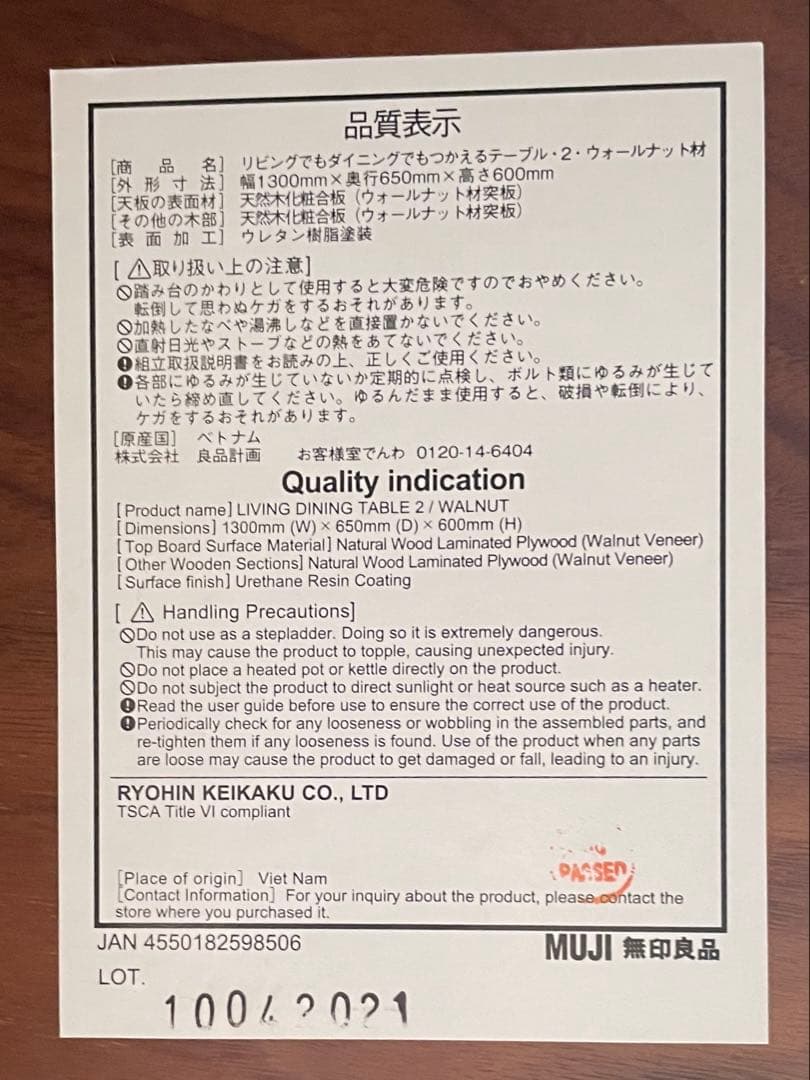 品質表示
[商品名] リビングでもダイニングでもつかえるテーブル・2・ウォールナット材
[外形寸法] 幅1300mm×奥行650mm×高さ600mm
[天板の表面材] 天然木化粧合板（ウォールナット材突板）
[その他の木部] 天然木化粧合板（ウォールナット材突板）
[表面加工] ウレタン樹脂塗装
[⚠取り扱い上の注意]
🚫踏み台のかわりとして使用すると大変危険ですのでおやめください。
転倒して思わぬケガをするおそれがあります。
🚫加熱したなべや湯沸しなどを直接置かないでください。
🚫直射日光やストーブなどの熱をあてないでください。
❗組立取扱説明書をお読みの上、正しくご使用ください。
❗各部にゆるみが生じていないか定期的に点検し、ボルト類にゆるみが生じて
いたら締め直してください。ゆるんだまま使用すると、破損や転倒により、
ケガをするおそれがあります。
[原産国] ベトナム
株式会社 良品計画 お客様室でんわ 0120-14-6404
Quality indication
[Product name] LIVING DINING TABLE 2 / WALNUT
[Dimensions] 1300mm (W) × 650mm (D) × 600mm (H)
[Top Board Surface Material] Natural Wood Laminated Plywood (Walnut Veneer)
[Other Wooden Sections] Natural Wood Laminated Plywood (Walnut Veneer)
[Surface finish] Urethane Resin Coating
[⚠ Handling Precautions]
🚫Do not use as a stepladder. Doing so it is extremely dangerous.
This may cause the product to topple, causing unexpected injury.
🚫Do not place a heated pot or kettle directly on the product.
🚫Do not subject the product to direct sunlight or heat source such as a heater.
❗Read the user guide before use to ensure the correct use of the product.
❗Periodically check for any looseness or wobbling in the assembled parts, and
re-tighten them if any looseness is found. Use of the product when any parts
are loose may cause the product to get damaged or fall, leading to an injury.
RYOHIN KEIKAKU CO., LTD
TSCA Title VI compliant
PASSED
[Place of origin] Viet Nam
[Contact Information] For your inquiry about the product, please contact the
store where you purchased it.
JAN 4550182598506
MUJI 無印良品
LOT.